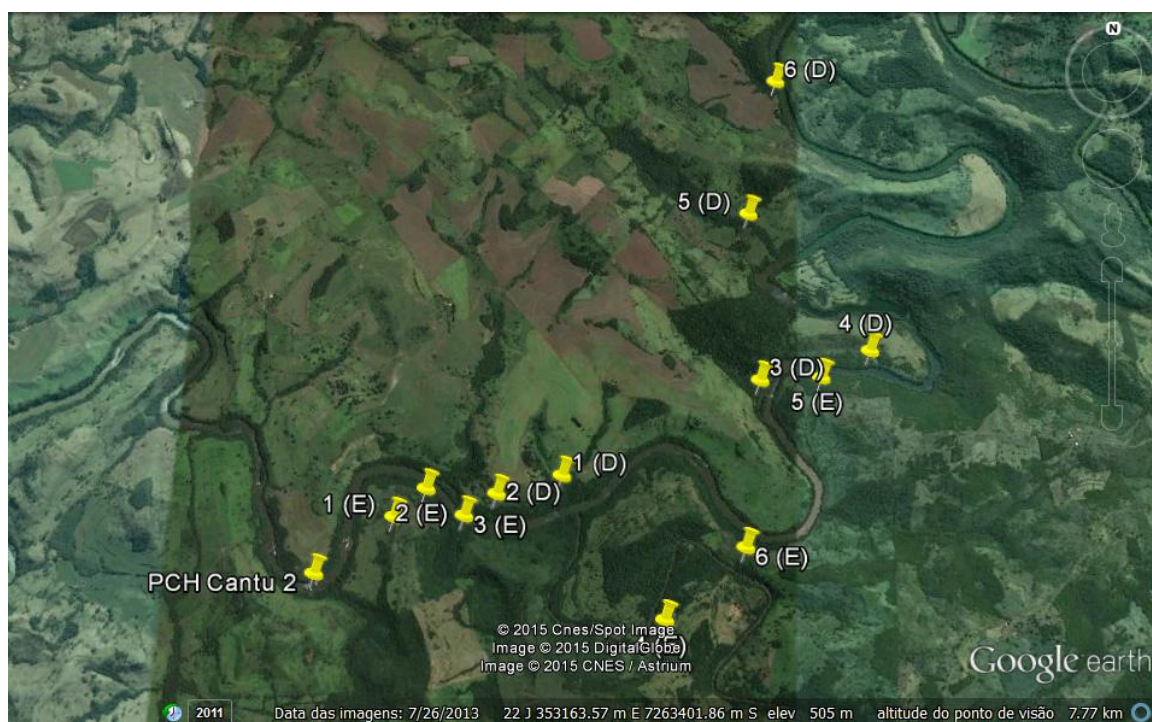 N
6 (D)
5 (D)
4 (D)
3 (D)
5 (E)
1 (D)
2 (D)
1 (E)
2 (E)
3 (E)
6 (E)
PCH Cantu 2
© 2015 Cnes/Spot Image
Image © 2015 DigitalGlobe
(E)
Image © 2015 CNES / Astrium
Google earth
2011
Data das imagens: 7/26/2013 22 J 353163.57 m E 7263401.86 m S elev 505 m altitude do ponto de visão 7.77 km